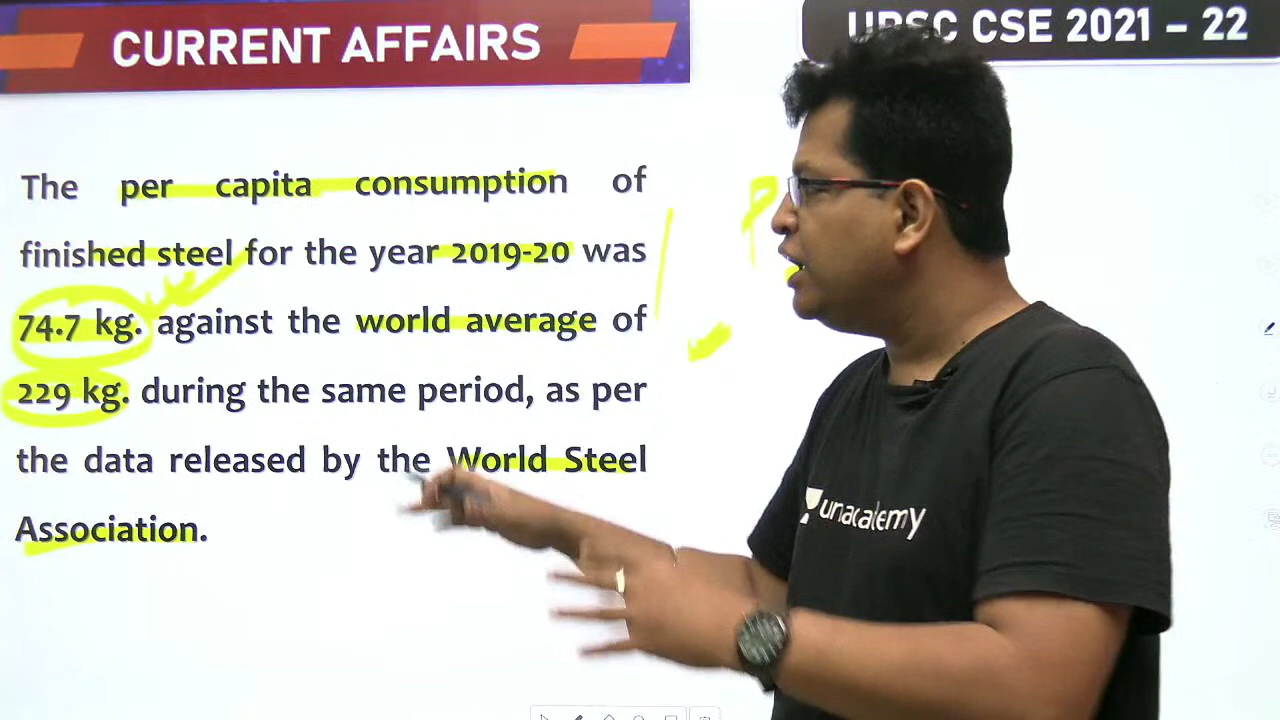 CURRENT AFFAIRS
UPSC CSE 2021 – 22
The per capita consumption of
finished steel for the year 2019-20 was
74.7 kg. against the world average of
229 kg. during the same period, as per
the data released by the World Steel
Association.
P
unacademy